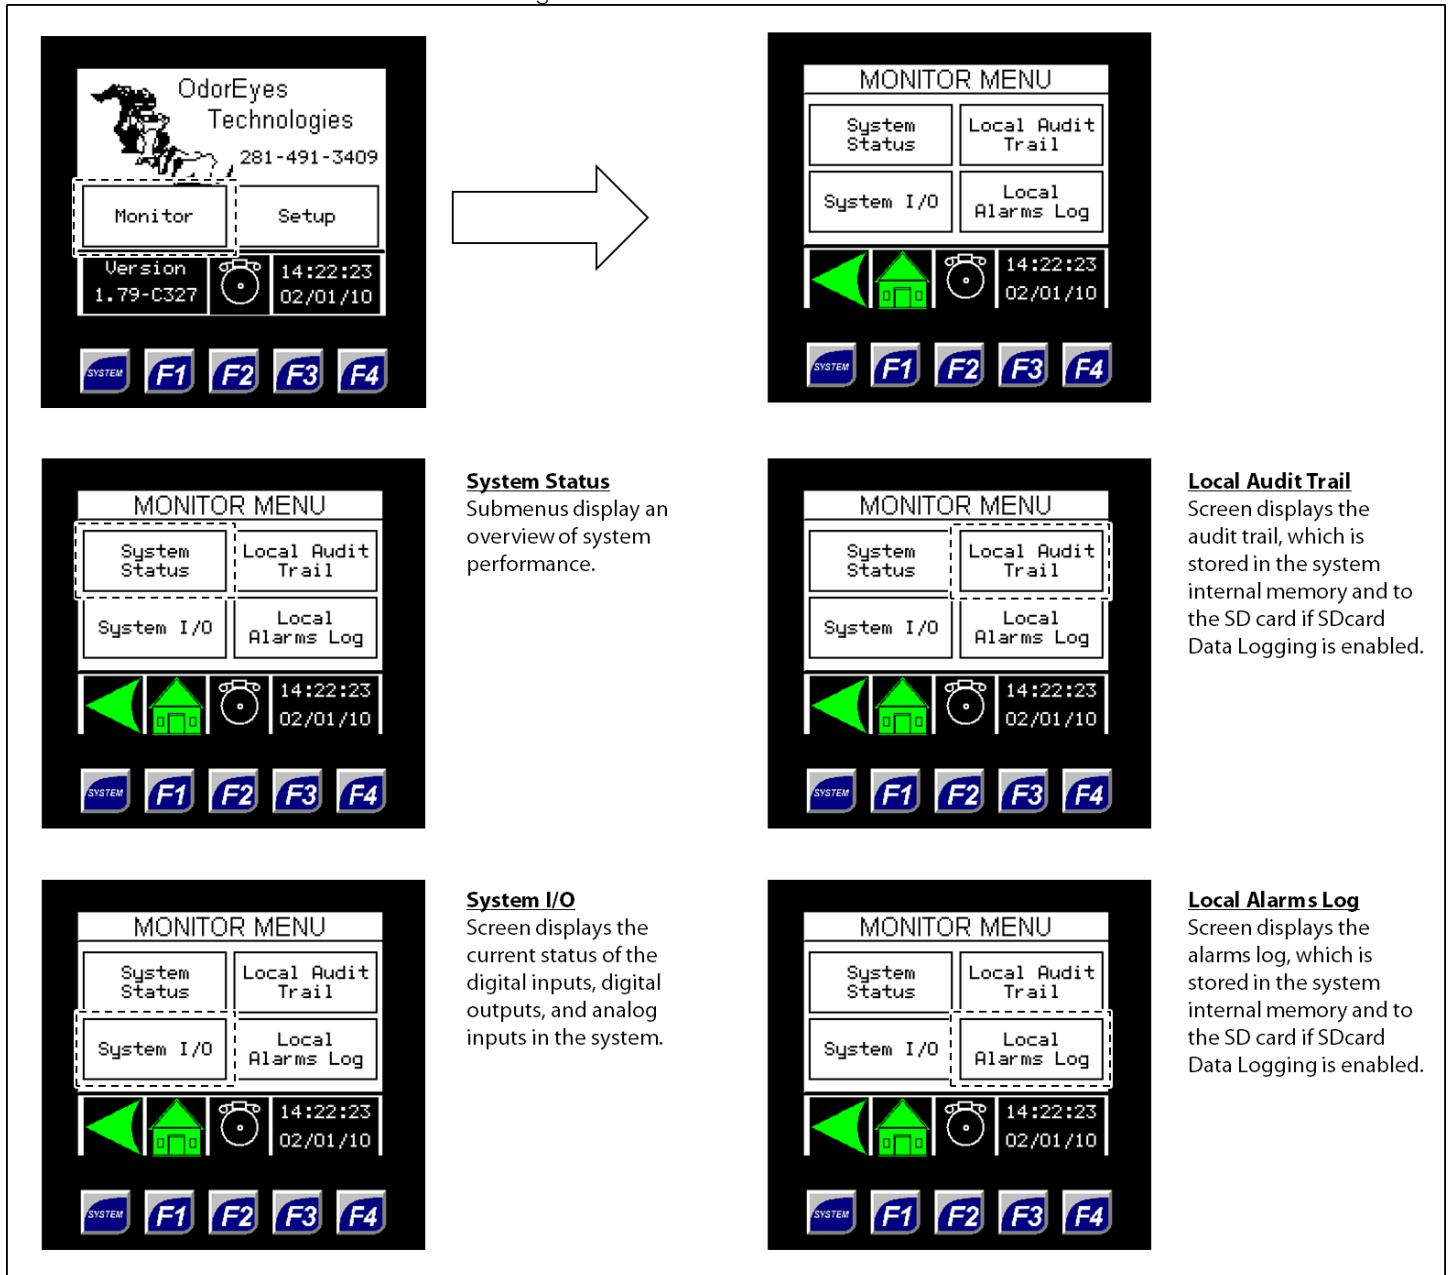 OdorEyes
Technologies
281-491-3409
Monitor
Setup
Version
1.79-C327
14:22:23
02/01/10
SYSTEM F1 F2 F3 F4
MONITOR MENU
System
Status
Local Audit
Trail
System I/O
Local
Alarms Log
14:22:23
02/01/10
SYSTEM F1 F2 F3 F4
MONITOR MENU
System
Status
Local Audit
Trail
System I/O
Local
Alarms Log
14:22:23
02/01/10
SYSTEM F1 F2 F3 F4
System Status
Submenus display an
overview of system
performance.
MONITOR MENU
System
Status
Local Audit
Trail
System I/O
Local
Alarms Log
14:22:23
02/01/10
SYSTEM F1 F2 F3 F4
Local Audit Trail
Screen displays the
audit trail, which is
stored in the system
internal memory and to
the SD card if SDcard
Data Logging is enabled.
MONITOR MENU
System
Status
Local Audit
Trail
System I/O
Local
Alarms Log
14:22:23
02/01/10
SYSTEM F1 F2 F3 F4
System I/O
Screen displays the
current status of the
digital inputs, digital
outputs, and analog
inputs in the system.
MONITOR MENU
System
Status
Local Audit
Trail
System I/O
Local
Alarms Log
14:22:23
02/01/10
SYSTEM F1 F2 F3 F4
Local Alarms Log
Screen displays the
alarms log, which is
stored in the system
internal memory and to
the SD card if SDcard
Data Logging is enabled.